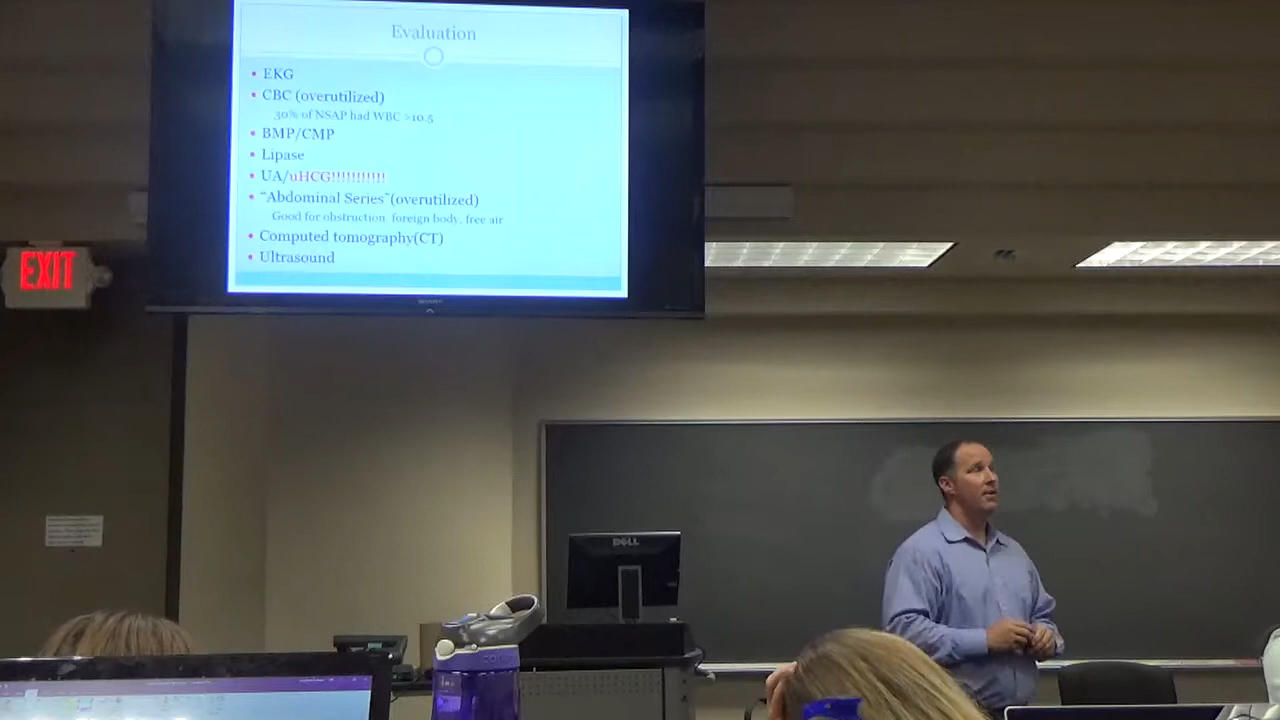 Evaluation
• EKG
• CBC (overutilized)
30% of NSAP had WBC >10.5
• BMP/CMP
• Lipase
• UA/uHCG!!!!!!!!!!!
• “Abdominal Series”(overutilized)
Good for obstruction, foreign body, free air
• Computed tomography(CT)
• Ultrasound
SHARP
EXIT
DELL